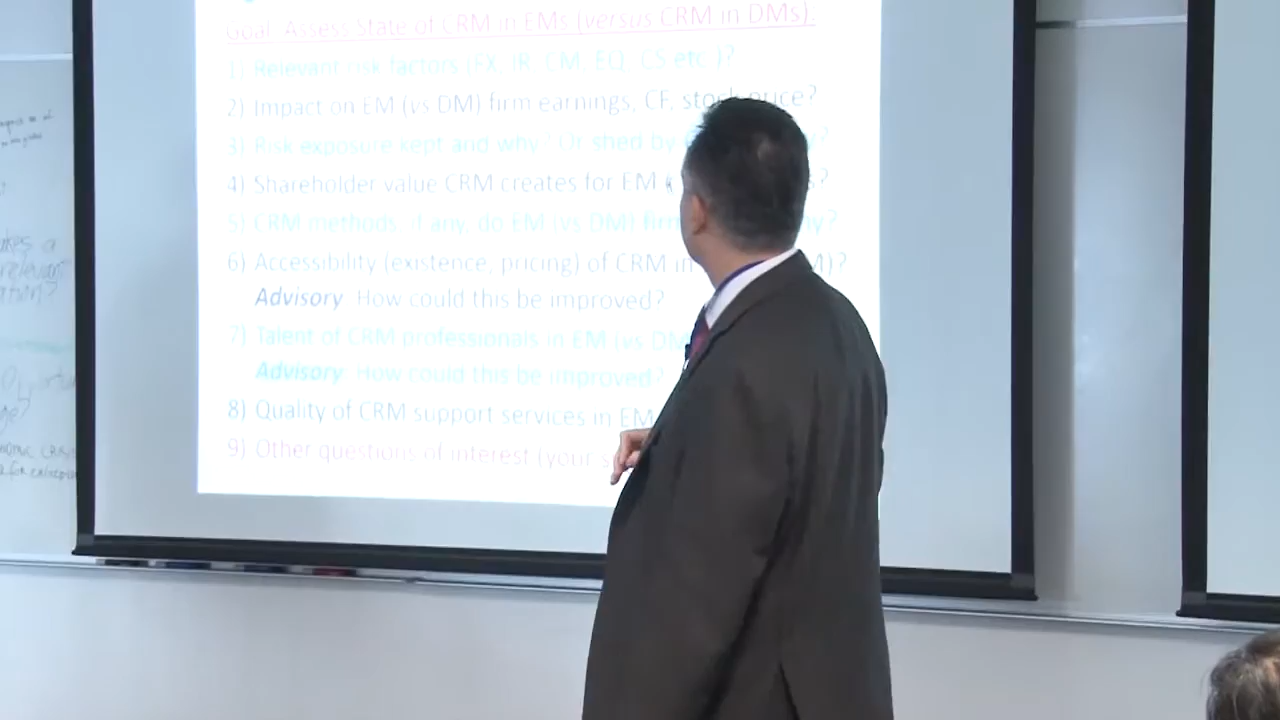 Goal: Assess State of CRM in EMs (versus CRM in DMs).
1) Relevant risk factors (FX, IR, CM, EQ, CS etc.)?
2) Impact on EM (vs DM) firm earnings, CF, stock price?
3) Risk exposure kept and why? Or shed by
4) Shareholder value CRM creates for EM
5) CRM methods, if any, do EM (vs DM)
6) Accessibility (existence, pricing) of CRM in M)?
Advisory How could this be improved?
7) Talent of CRM professionals in EM (vs DM
Advisory How could this be improved?
8) Quality of CRM support services in EM
9) Other questions of interest (your